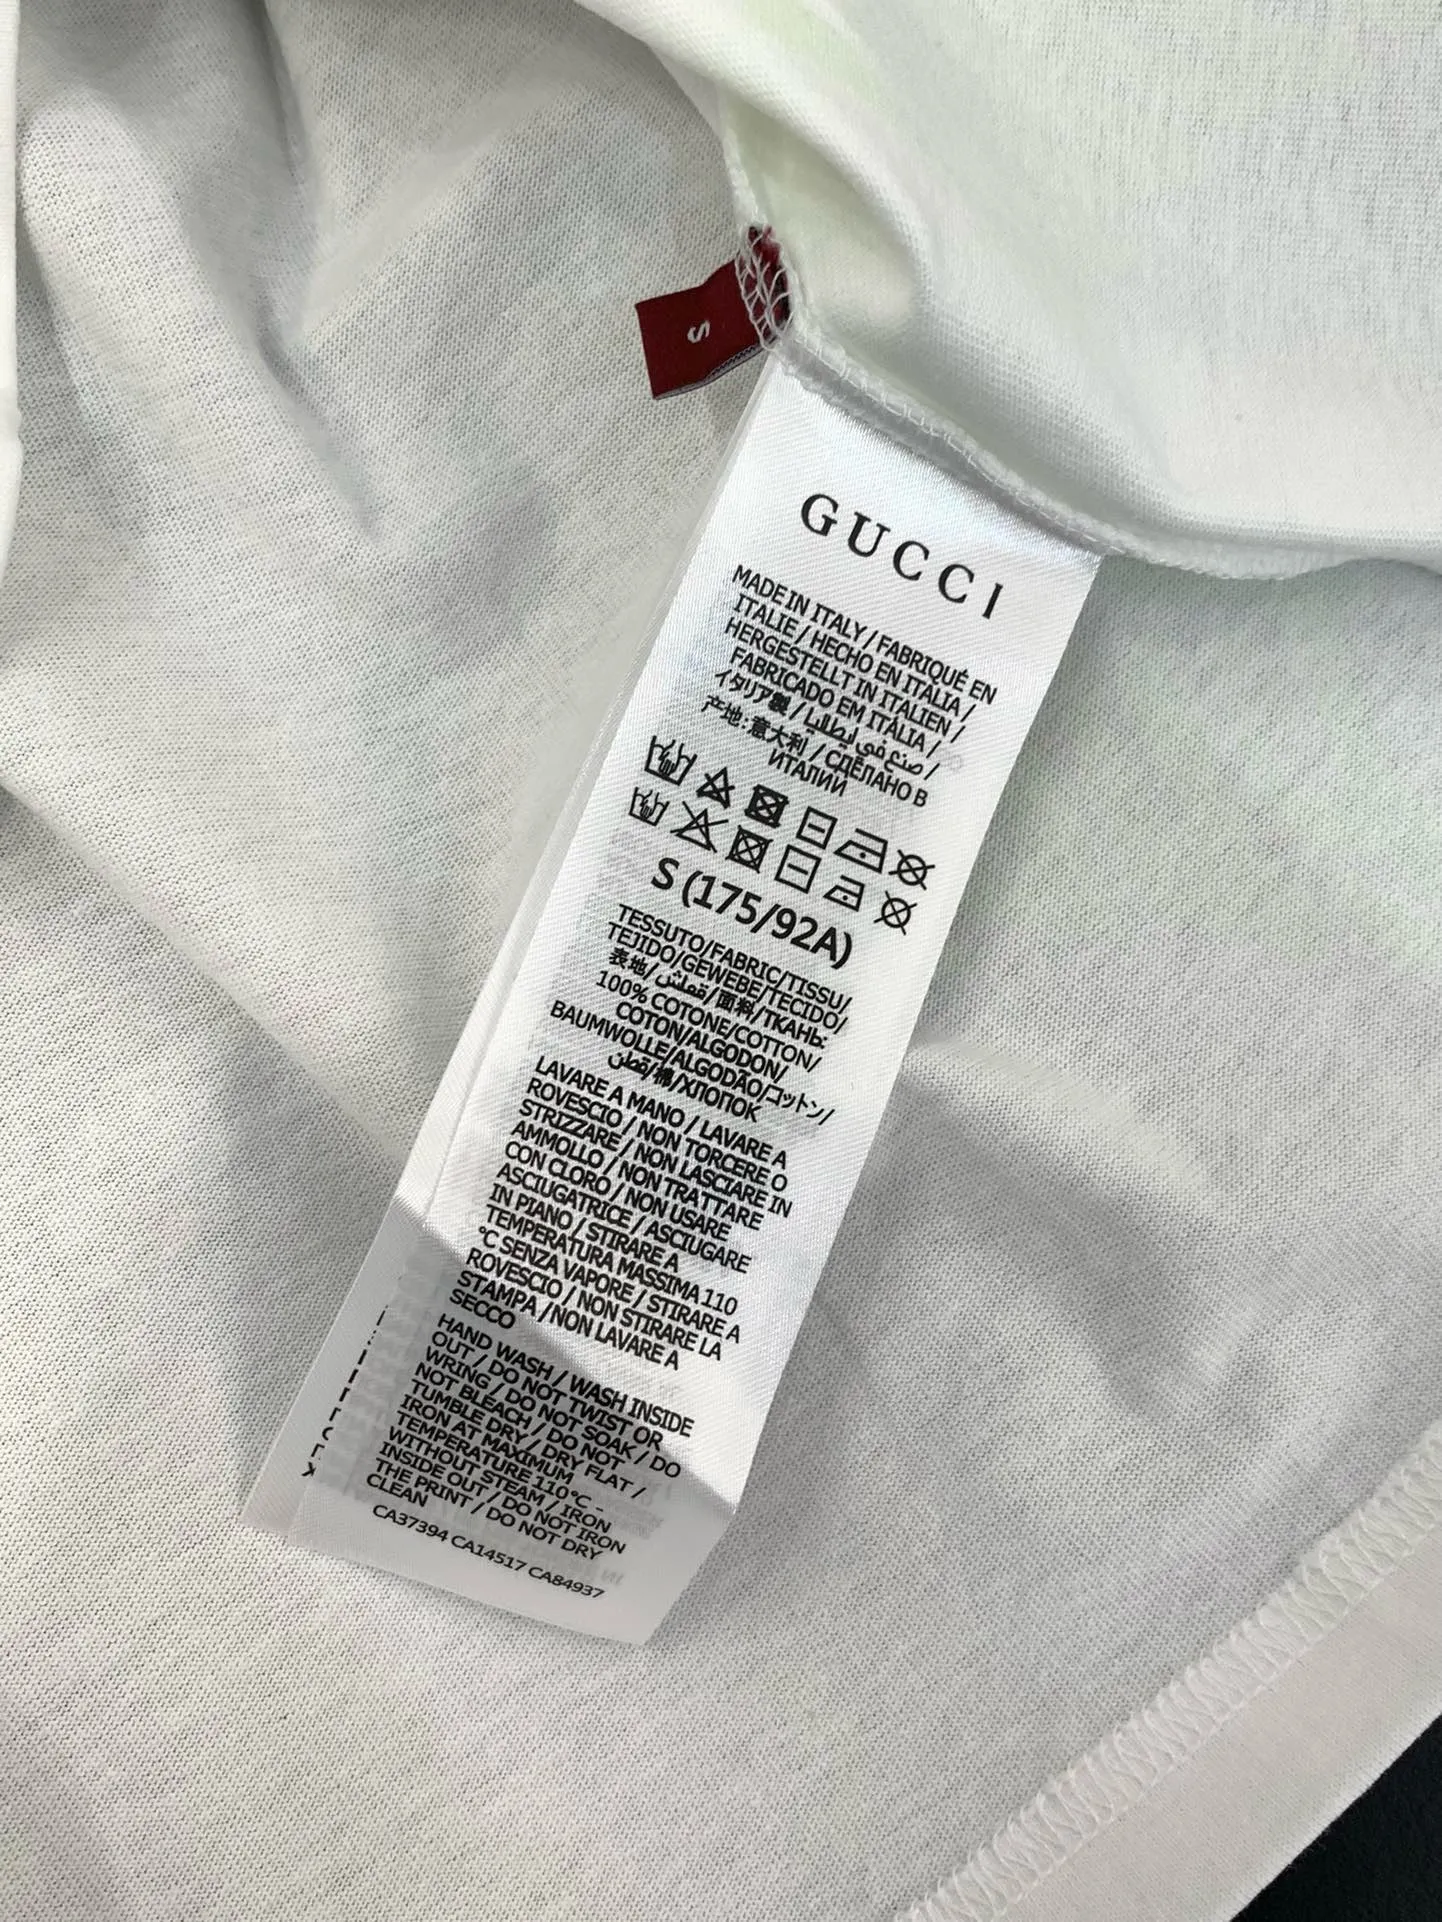 S
GUCCI
MADE IN ITALY / FABRIQUÉ EN
ITALIE / HECHO EN ITALIA /
HERGESTELLT IN ITALIEN /
FABRICADO EM ITÁLIA /
イタリア製 / صنع في إيطاليا /
产地:意大利 / СДЕЛАНО В
ИТАЛИИ
S (175/92A)
TESSUTO/FABRIC/TISSU/
TEJIDO/GEWEBE/TECIDO/
表地/قماش/面料/ТКАНЬ:
100% COTONE/COTTON/
COTON/ALGODON/
BAUMWOLLE/ALGODÃO/コットン/
قطن/棉/ХЛОПОК
LAVARE A MANO / LAVARE A
ROVESCIO / NON TORCERE O
STRIZZARE / NON LASCIARE IN
AMMOLLO / NON TRATTARE
CON CLORO / NON USARE
ASCIUGATRICE / ASCIUGARE
IN PIANO / STIRARE A
TEMPERATURA MASSIMA 110
°C SENZA VAPORE / STIRARE A
ROVESCIO / NON STIRARE LA
STAMPA /NON LAVARE A
SECCO
HAND WASH / WASH INSIDE
OUT / DO NOT TWIST OR
WRING / DO NOT SOAK / DO
NOT BLEACH / DO NOT
TUMBLE DRY / DRY FLAT /
IRON AT MAXIMUM
TEMPERATURE 110°C -
WITHOUT STEAM / IRON
INSIDE OUT / DO NOT IRON
THE PRINT / DO NOT DRY
CLEAN
CA37394 CA14517 CA84937